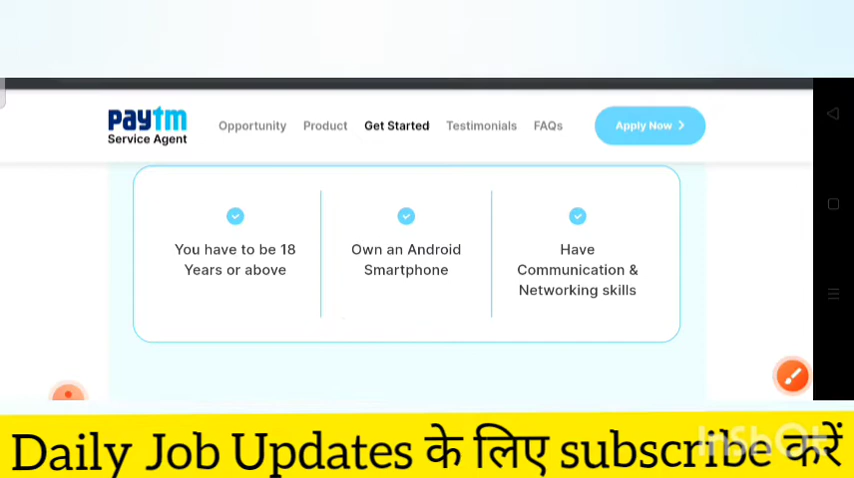 paytm
Service Agent
Opportunity Product Get Started Testimonials FAQs Apply Now
You have to be 18
Years or above
Own an Android
Smartphone
Have
Communication &
Networking skills
Daily Job Updates के लिए subscribe करें
InShOt